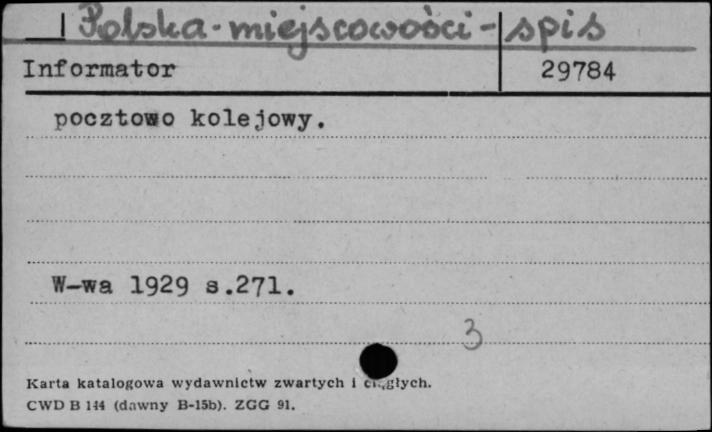 Polska - miejscowości - spis
Informator 29784
pocztowo kolejowy.
W-wa 1929 s.271.
3
Karta katalogowa wydawnictw zwartych i ciągłych.
CWD B 144 (dawny B-15b). ZGG 91.